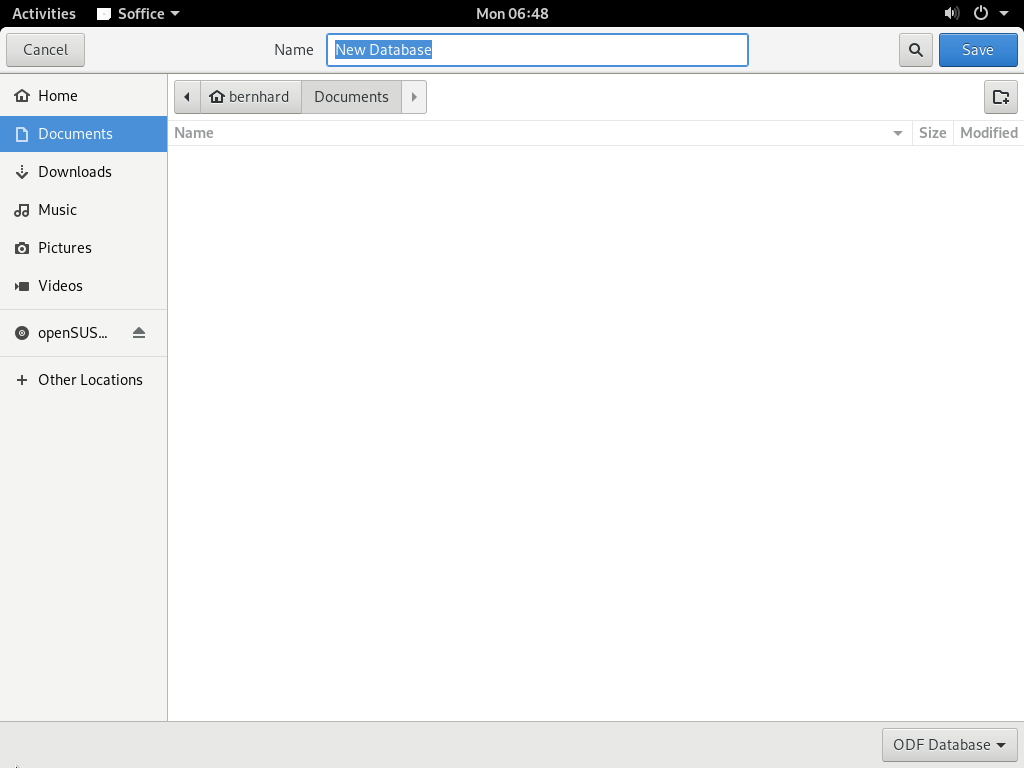 Activities Soffice Mon 06:48
Cancel Name New Database Save
Home bernhard Documents
Documents
Name Size Modified
Downloads
Music
Pictures
Videos
openSUS...
Other Locations
ODF Database